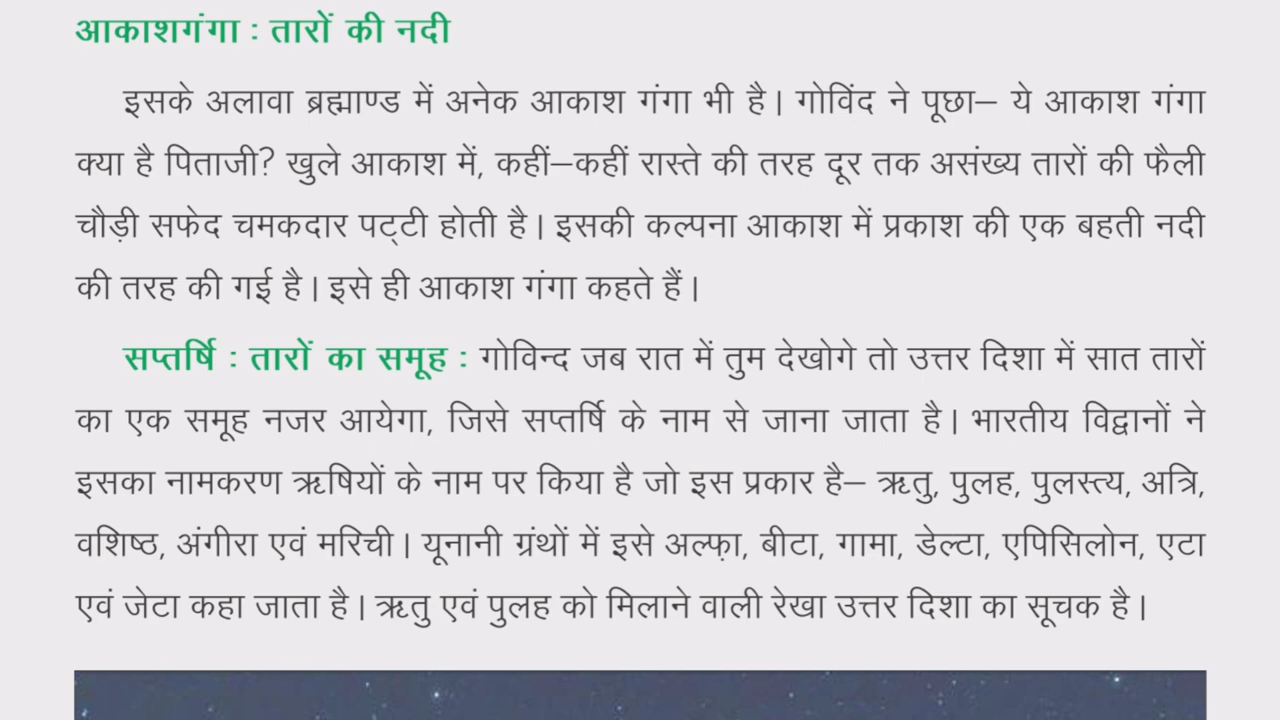 आकाशगंगा : तारों की नदी
इसके अलावा ब्रह्माण्ड में अनेक आकाश गंगा भी है। गोविंद ने पूछा– ये आकाश गंगा
क्या है पिताजी? खुले आकाश में, कहीं–कहीं रास्ते की तरह दूर तक असंख्य तारों की फैली
चौड़ी सफेद चमकदार पट्टी होती है। इसकी कल्पना आकाश में प्रकाश की एक बहती नदी
की तरह की गई है। इसे ही आकाश गंगा कहते हैं।
सप्तर्षि : तारों का समूह : गोविन्द जब रात में तुम देखोगे तो उत्तर दिशा में सात तारों
का एक समूह नजर आयेगा, जिसे सप्तर्षि के नाम से जाना जाता है। भारतीय विद्वानों ने
इसका नामकरण ऋषियों के नाम पर किया है जो इस प्रकार है– ऋतु, पुलह, पुलस्त्य, अत्रि,
वशिष्ठ, अंगीरा एवं मरिची। यूनानी ग्रंथों में इसे अल्फ़ा, बीटा, गामा, डेल्टा, एपिसिलोन, एटा
एवं जेटा कहा जाता है। ऋतु एवं पुलह को मिलाने वाली रेखा उत्तर दिशा का सूचक है।